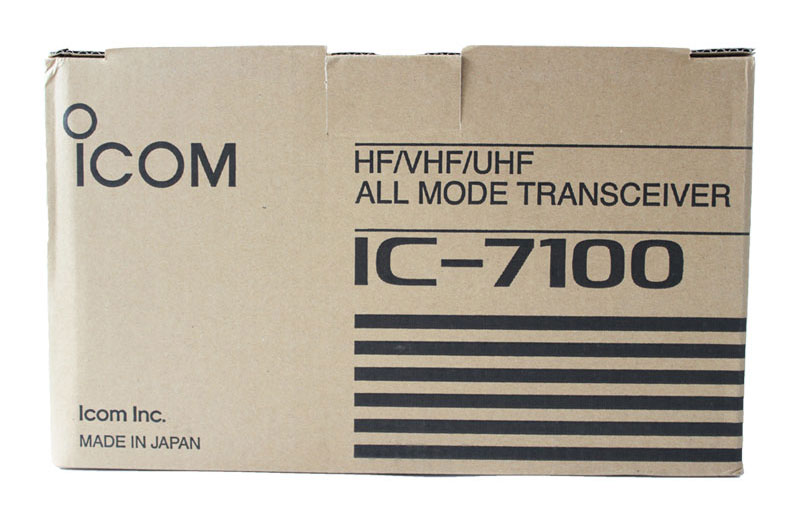 iCOM
HF/VHF/UHF
ALL MODE TRANSCEIVER
IC-7100
Icom Inc.
MADE IN JAPAN